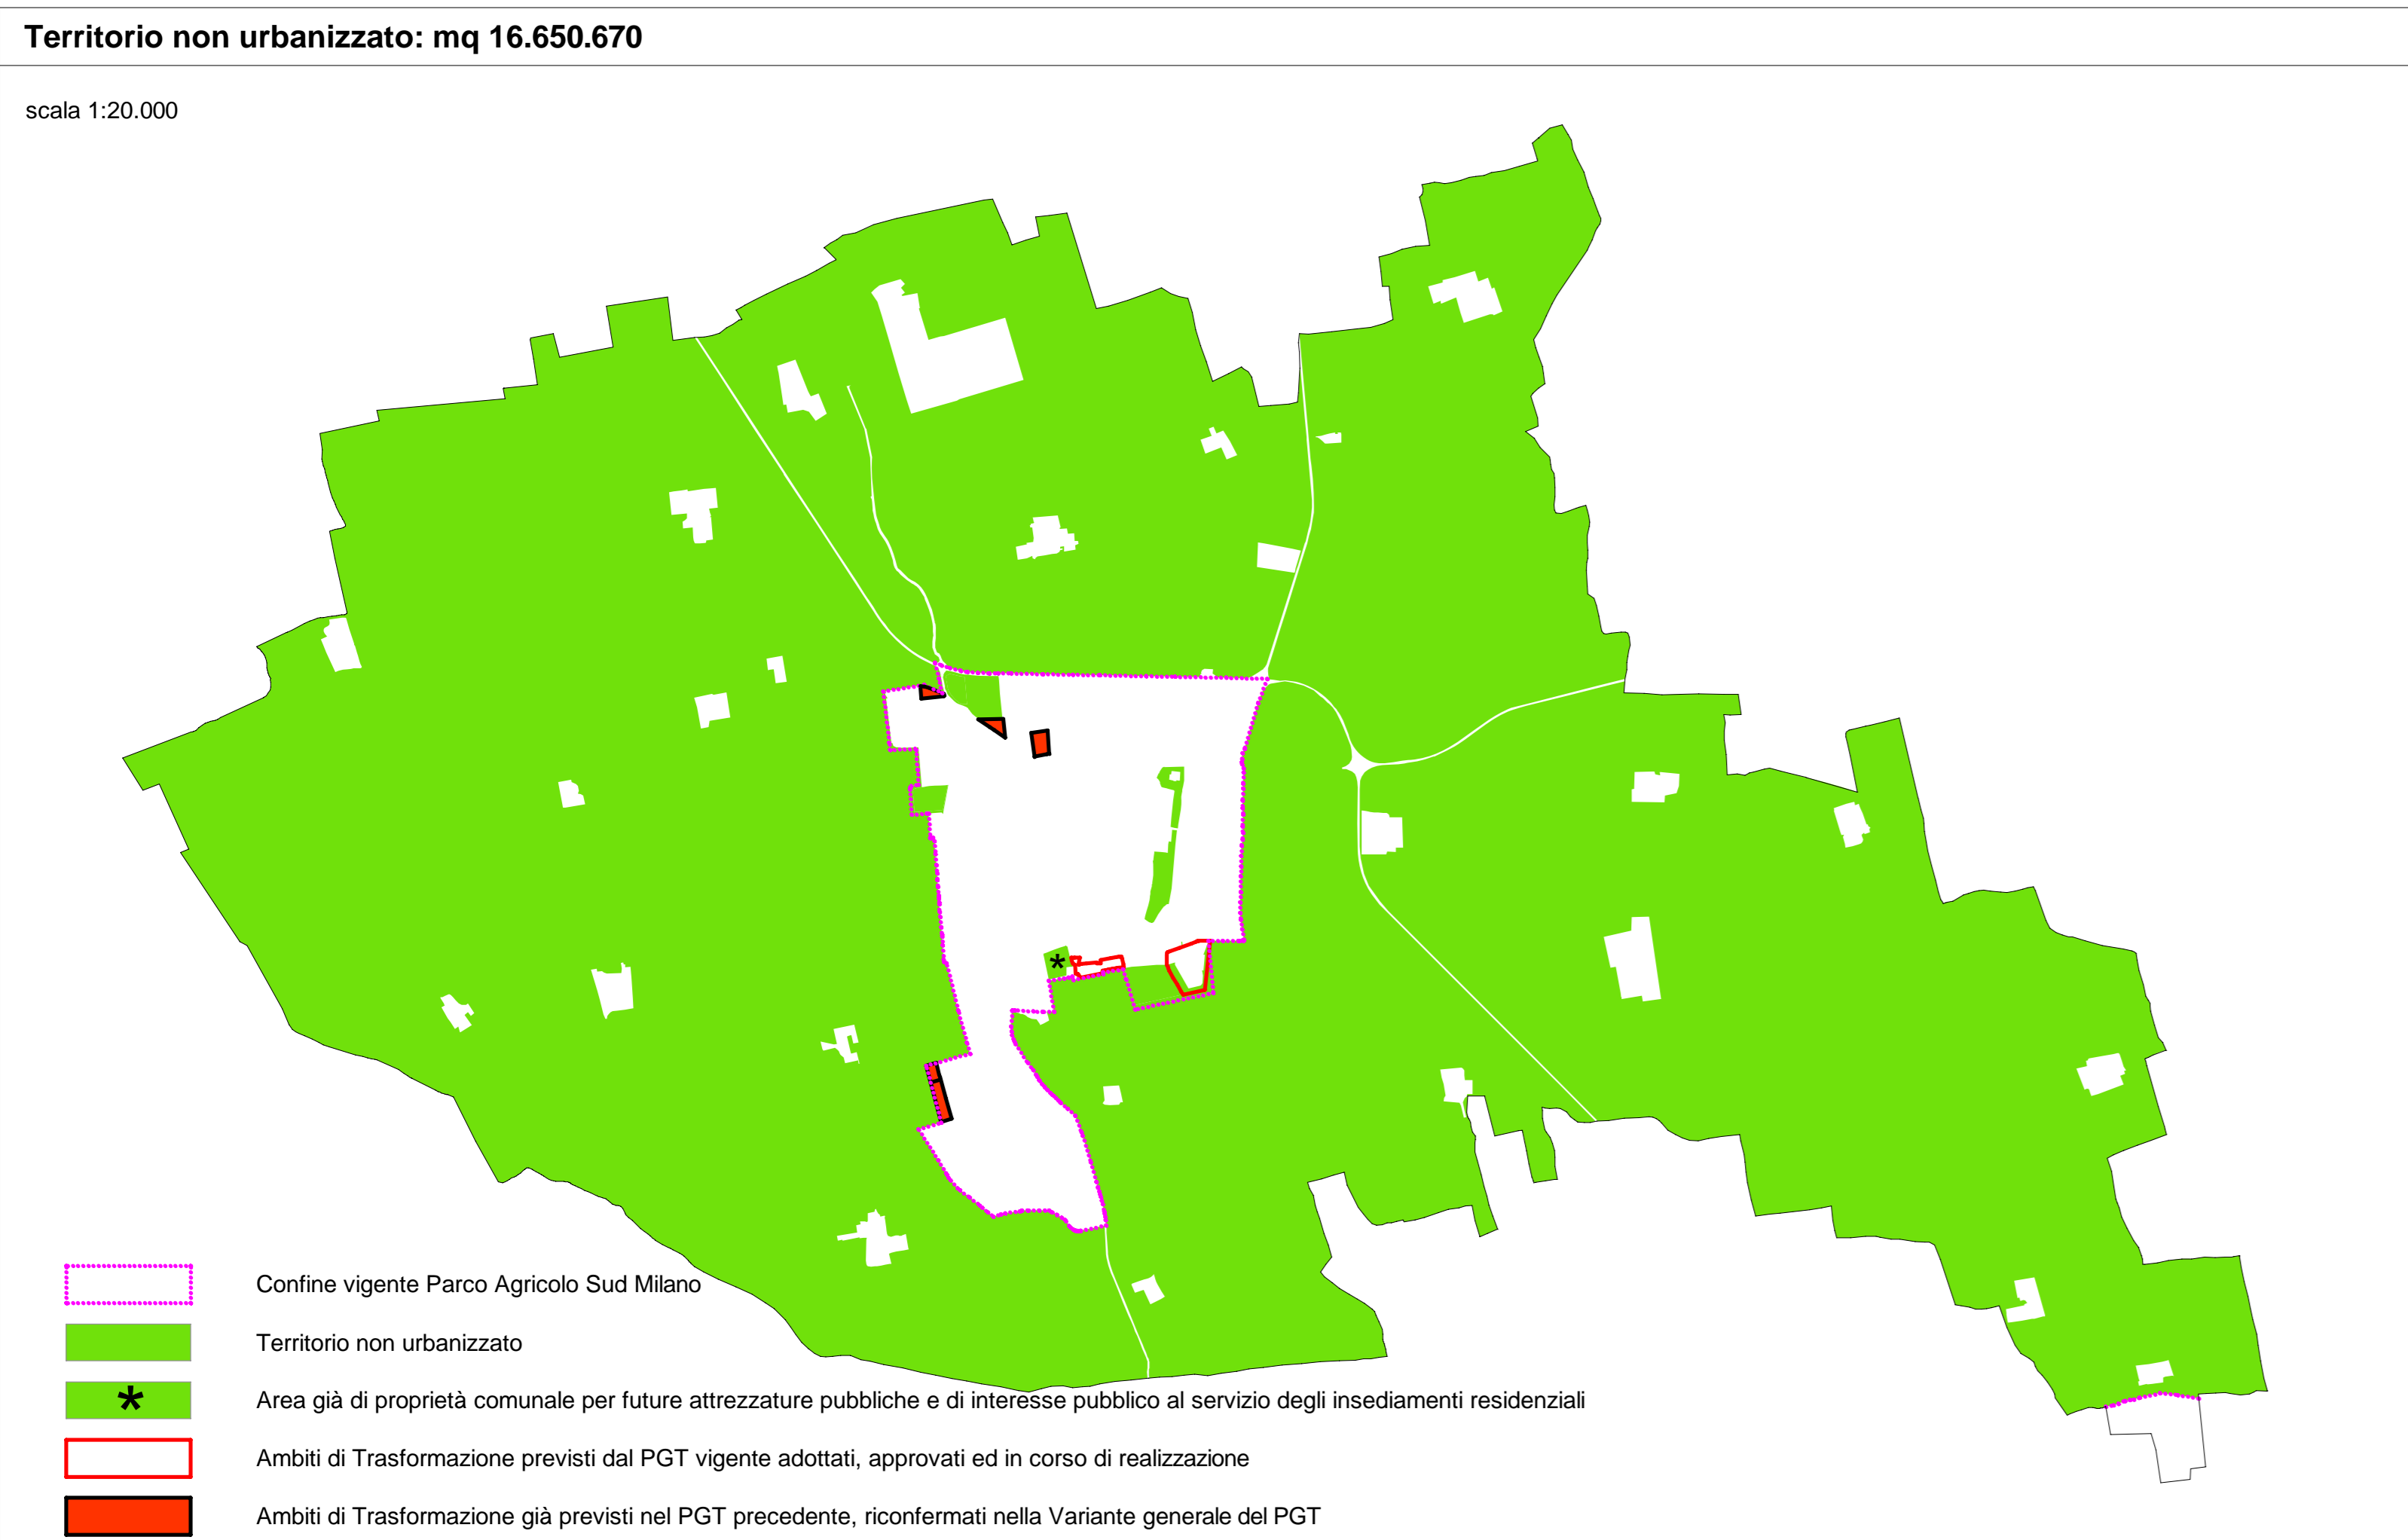 Territorio non urbanizzato: mq 16.650.670
scala 1:20.000
*
Confine vigente Parco Agricolo Sud Milano
Territorio non urbanizzato
* Area già di proprietà comunale per future attrezzature pubbliche e di interesse pubblico al servizio degli insediamenti residenziali
Ambiti di Trasformazione previsti dal PGT vigente adottati, approvati ed in corso di realizzazione
Ambiti di Trasformazione già previsti nel PGT precedente, riconfermati nella Variante generale del PGT